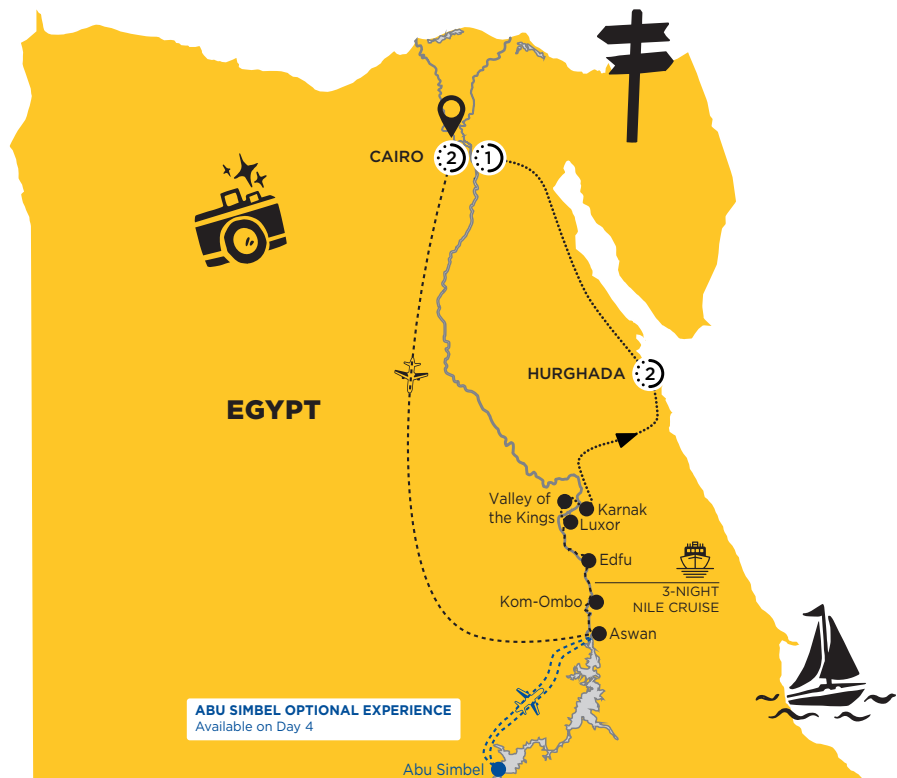 CAIRO
2
1
HURGHADA
2
EGYPT
Valley of
the Kings
Karnak
Luxor
Edfu
3-NIGHT
NILE CRUISE
Kom-Ombo
Aswan
ABU SIMBEL OPTIONAL EXPERIENCE
Available on Day 4
Abu Simbel